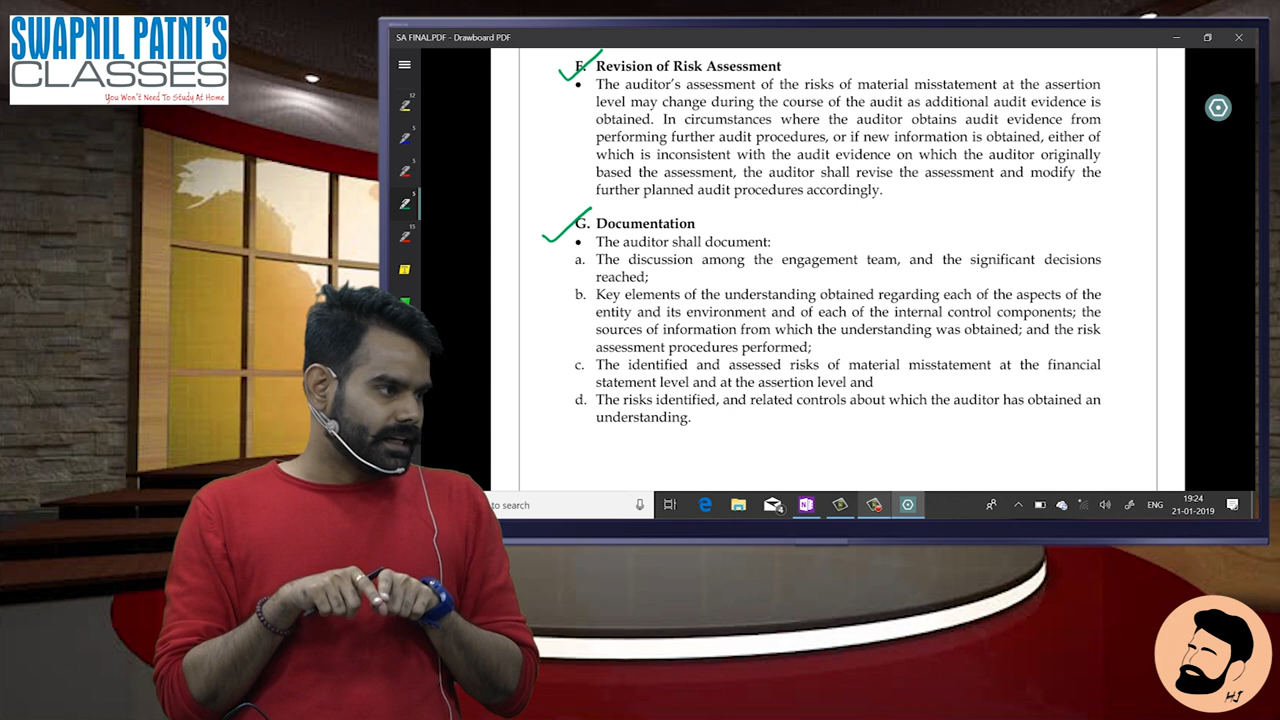 SWAPNIL PATNI'S
CLASSES
You Won't Need To Study At Home
SA FINAL.PDF - Drawboard PDF
F. Revision of Risk Assessment
• The auditor's assessment of the risks of material misstatement at the assertion
level may change during the course of the audit as additional audit evidence is
obtained. In circumstances where the auditor obtains audit evidence from
performing further audit procedures, or if new information is obtained, either of
which is inconsistent with the audit evidence on which the auditor originally
based the assessment, the auditor shall revise the assessment and modify the
further planned audit procedures accordingly.
G. Documentation
• The auditor shall document:
a. The discussion among the engagement team, and the significant decisions
reached;
b. Key elements of the understanding obtained regarding each of the aspects of the
entity and its environment and of each of the internal control components; the
sources of information from which the understanding was obtained; and the risk
assessment procedures performed;
c. The identified and assessed risks of material misstatement at the financial
statement level and at the assertion level and
d. The risks identified, and related controls about which the auditor has obtained an
understanding.
12
5
5
5
15
to search
4
ENG
19:24
21-01-2019
HJ